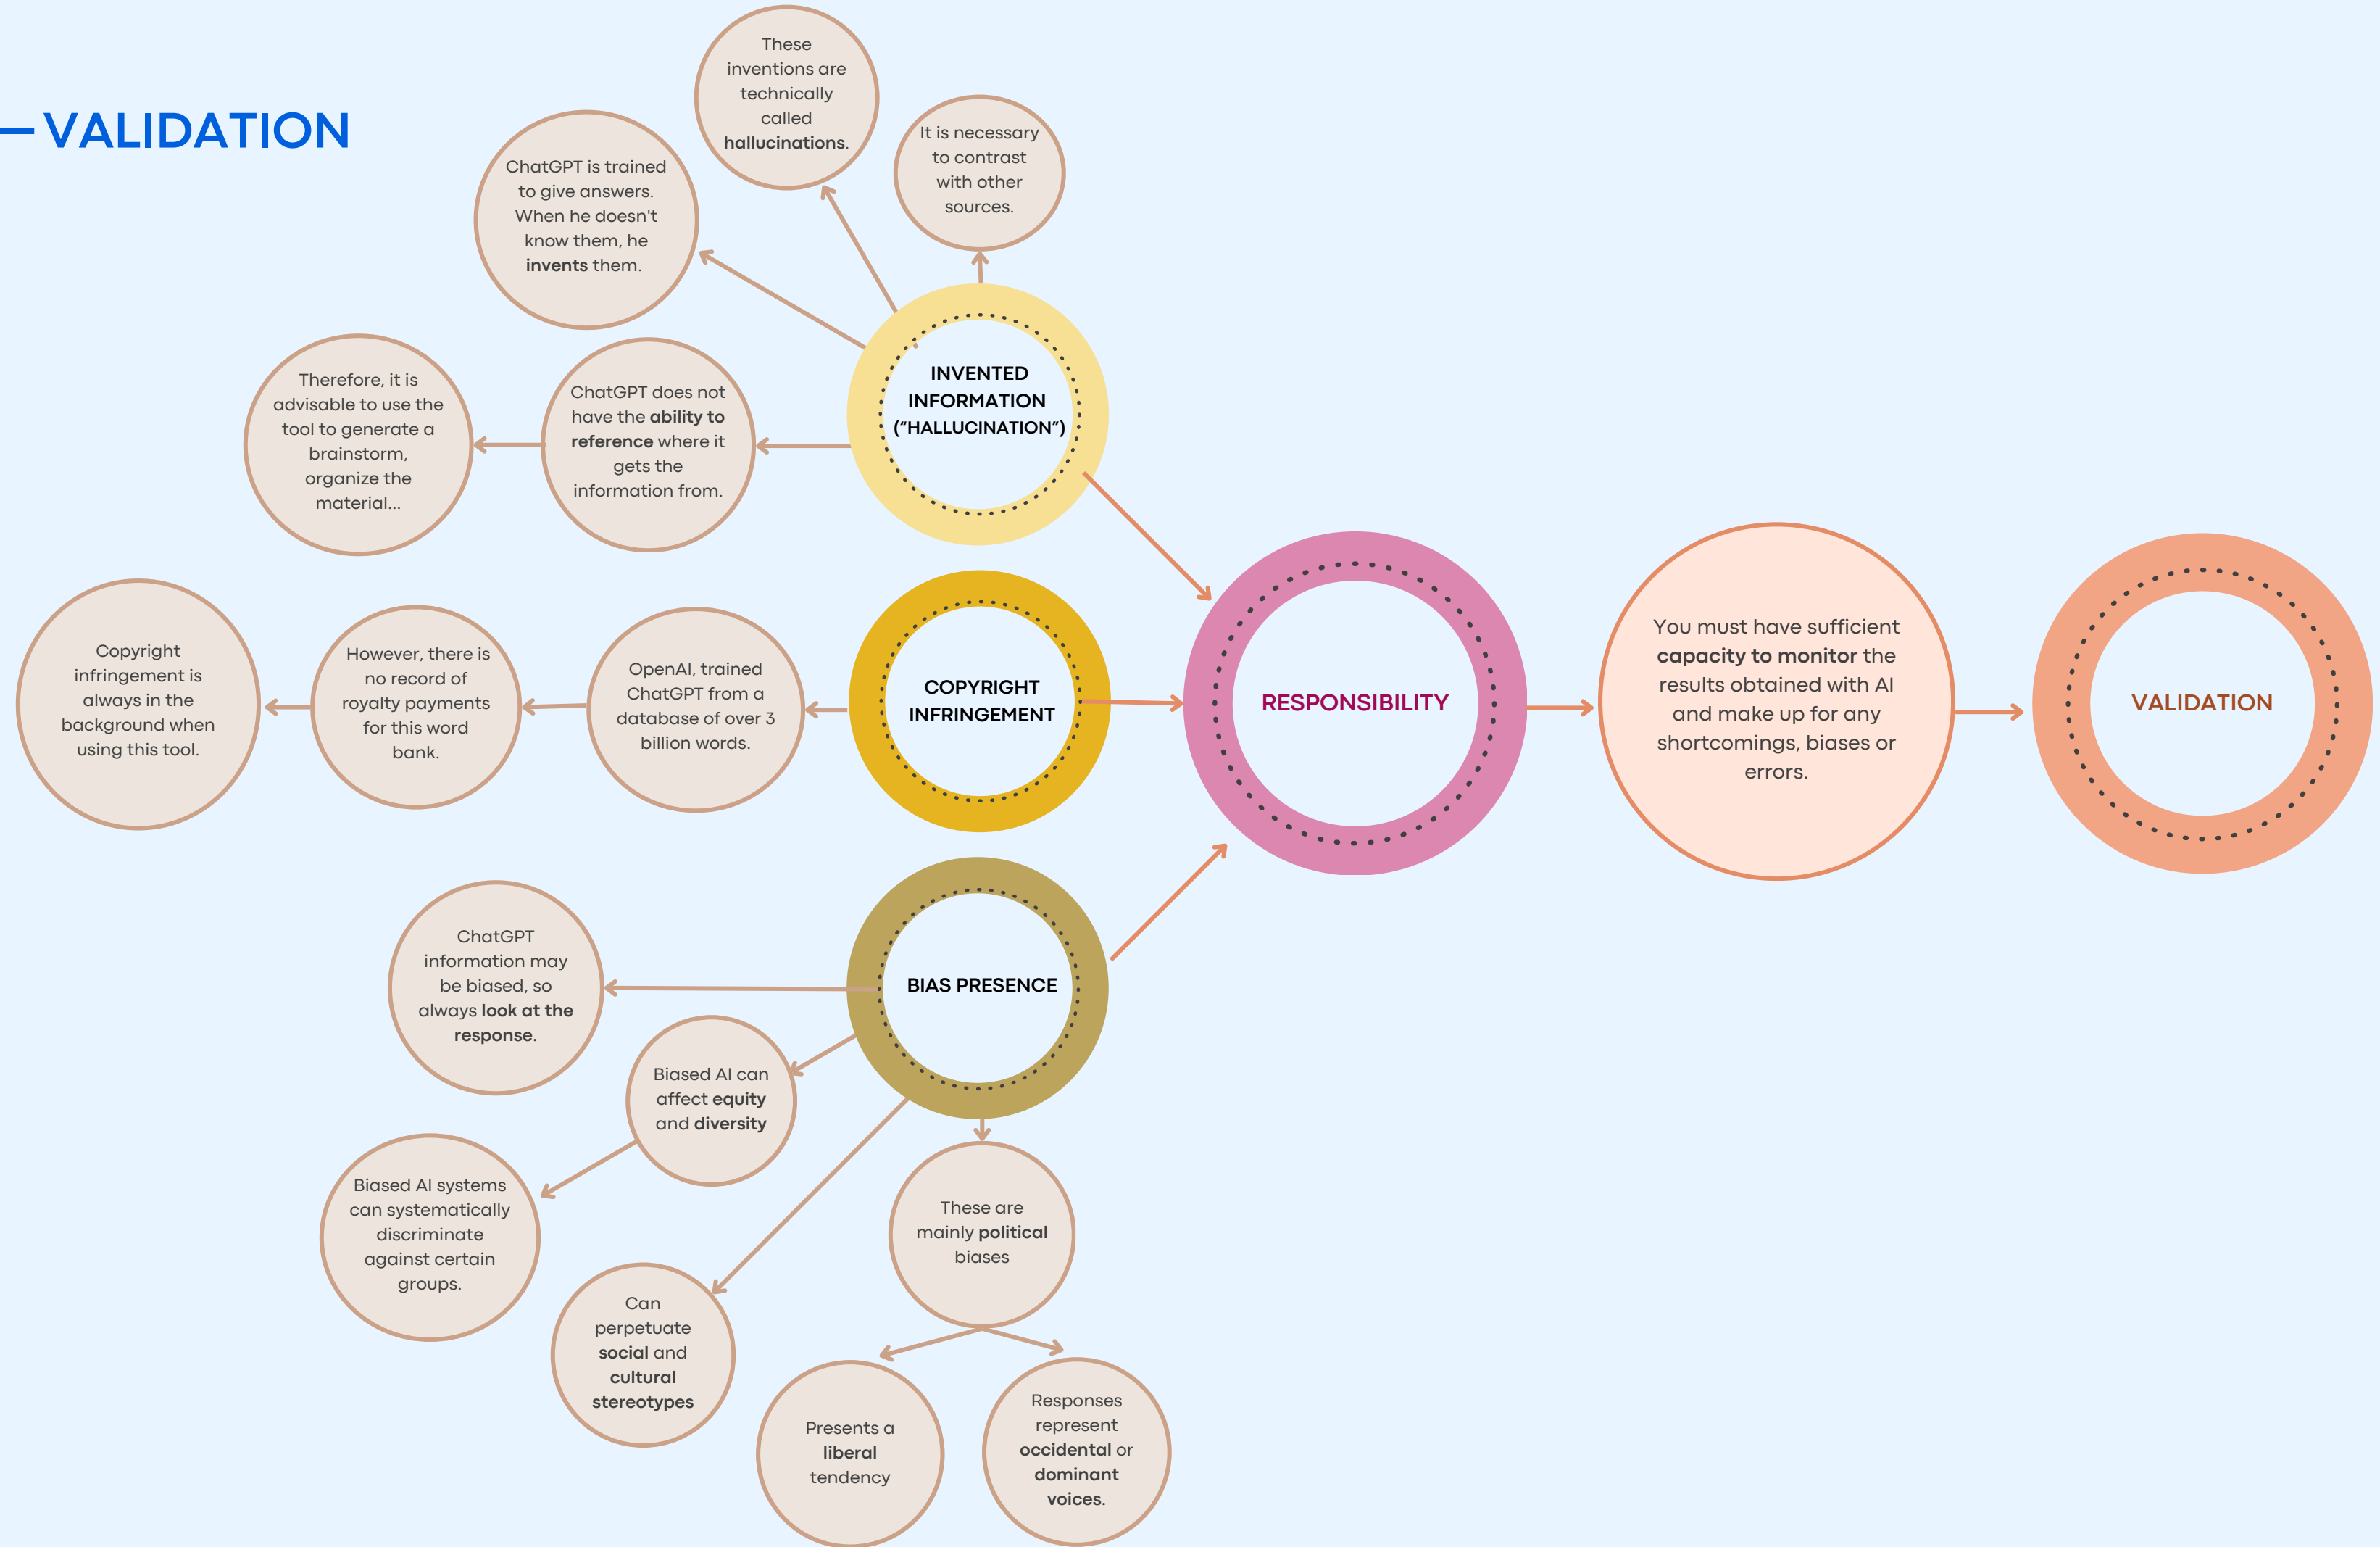 VALIDATION
These
inventions are
technically
called
hallucinations.
It is necessary
to contrast
with other
sources.
ChatGPT is trained
to give answers.
When he doesn't
know them, he
invents them.
Therefore, it is
advisable to use the
tool to generate a
brainstorm,
organize the
material...
ChatGPT does not
have the ability to
reference where it
gets the
information from.
INVENTED
INFORMATION
(“HALLUCINATION”)
Copyright
infringement is
always in the
background when
using this tool.
However, there is
no record of
royalty payments
for this word
bank.
OpenAI, trained
ChatGPT from a
database of over 3
billion words.
COPYRIGHT
INFRINGEMENT
RESPONSIBILITY
You must have sufficient
capacity to monitor the
results obtained with AI
and make up for any
shortcomings, biases or
errors.
VALIDATION
ChatGPT
information may
be biased, so
always look at the
response.
BIAS PRESENCE
Biased AI can
affect equity
and diversity
Biased AI systems
can systematically
discriminate
against certain
groups.
Can
perpetuate
social and
cultural
stereotypes
These are
mainly political
biases
Presents a
liberal
tendency
Responses
represent
occidental or
dominant
voices.